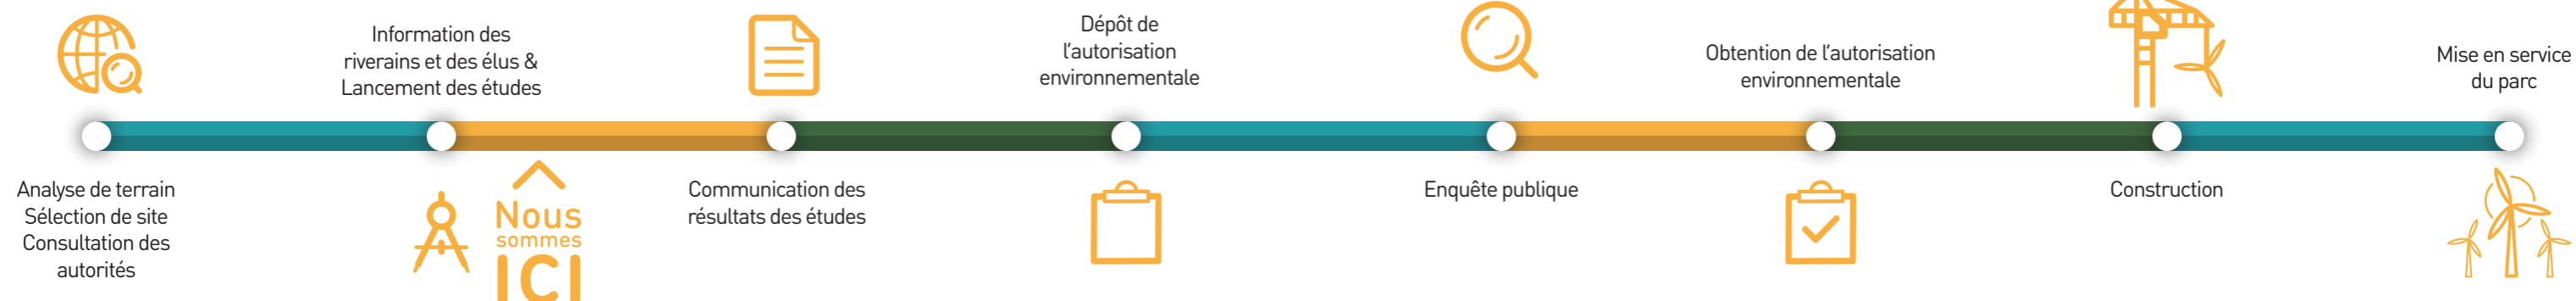 Analyse de terrain
Sélection de site
Consultation des
autorités
Information des
riverains et des élus &
Lancement des études
Nous
sommes
ICI
Communication des
résultats des études
Dépôt de
l'autorisation
environnementale
Enquête publique
Obtention de l'autorisation
environnementale
Construction
Mise en service
du parc